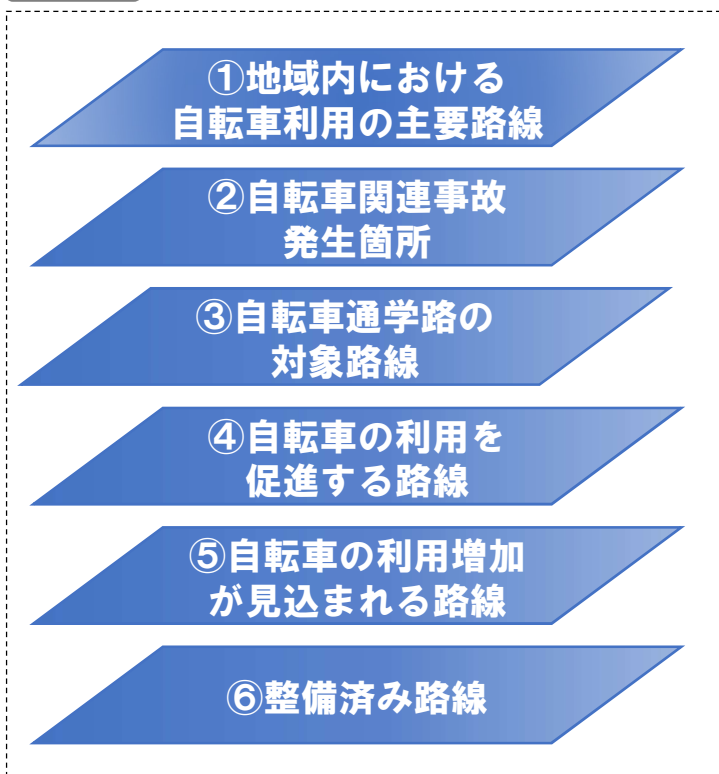 ①地域内における
自転車利用の主要路線
②自転車関連事故
発生箇所
③自転車通学路の
対象路線
④自転車の利用を
促進する路線
⑤自転車の利用増加
が見込まれる路線
⑥整備済み路線